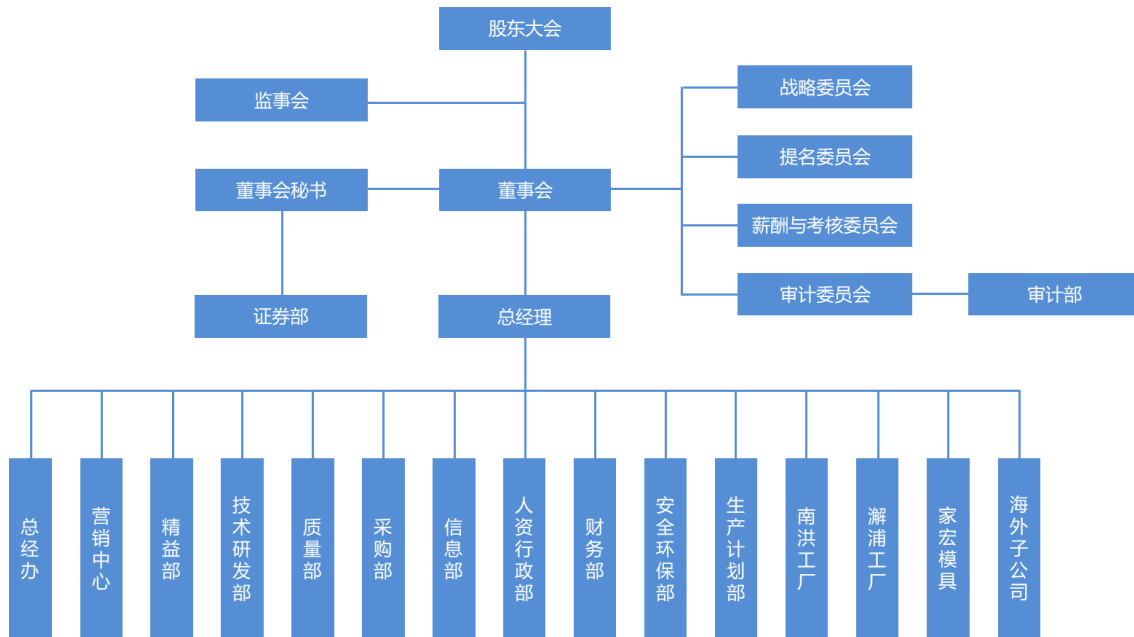 股东大会
监事会
战略委员会
提名委员会
董事会秘书
董事会
薪酬与考核委员会
审计委员会
审计部
证券部
总经理
总经办
营销中心
精益部
技术研发部
质量部
采购部
信息部
人资行政部
财务部
安全环保部
生产计划部
南洪工厂
澥浦工厂
家宏模具
海外子公司